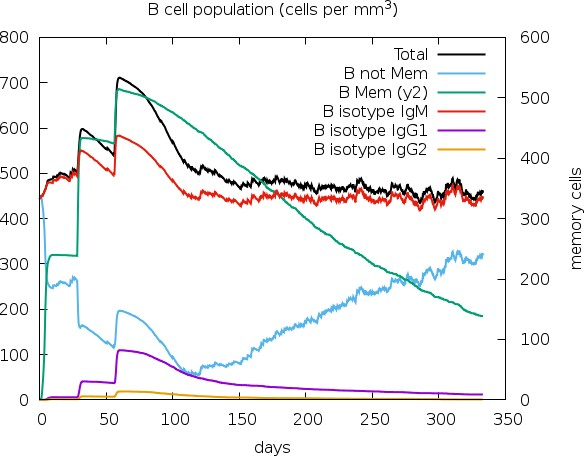 B cell population (cells per mm3)
800
700
600
500
400
300
200
100
0
600
500
400
300
200
100
0
Total
B not Mem
B Mem (y2)
B isotype IgM
B isotype IgG1
B isotype IgG2
memory cells
0 50 100 150 200 250 300 350
days